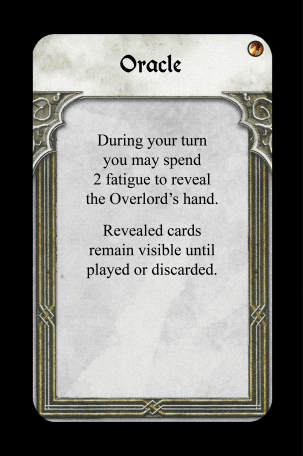 Oracle
During your turn
you may spend
2 fatigue to reveal
the Overlord’s hand.
Revealed cards
remain visible until
played or discarded.